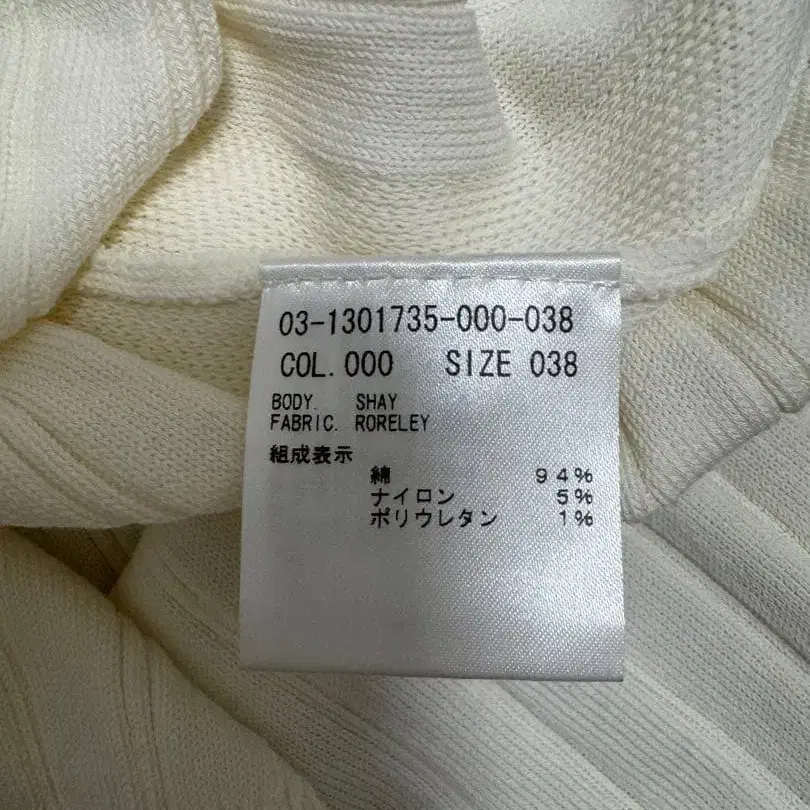 03-1301735-000-038
COL.000 SIZE 038
BODY. SHAY
FABRIC. RORELEY
組成表示
綿 94%
ナイロン 5%
ポリウレタン 1%